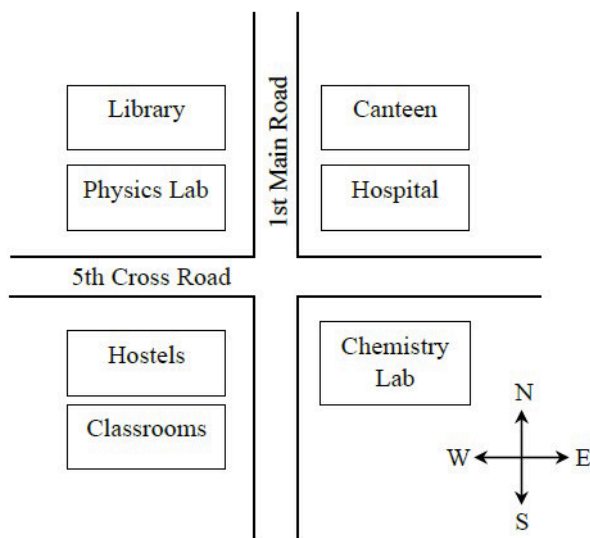 Library
Canteen
1st Main Road
Physics Lab
Hospital
5th Cross Road
Hostels
Chemistry
Lab
Classrooms
N
W
E
S